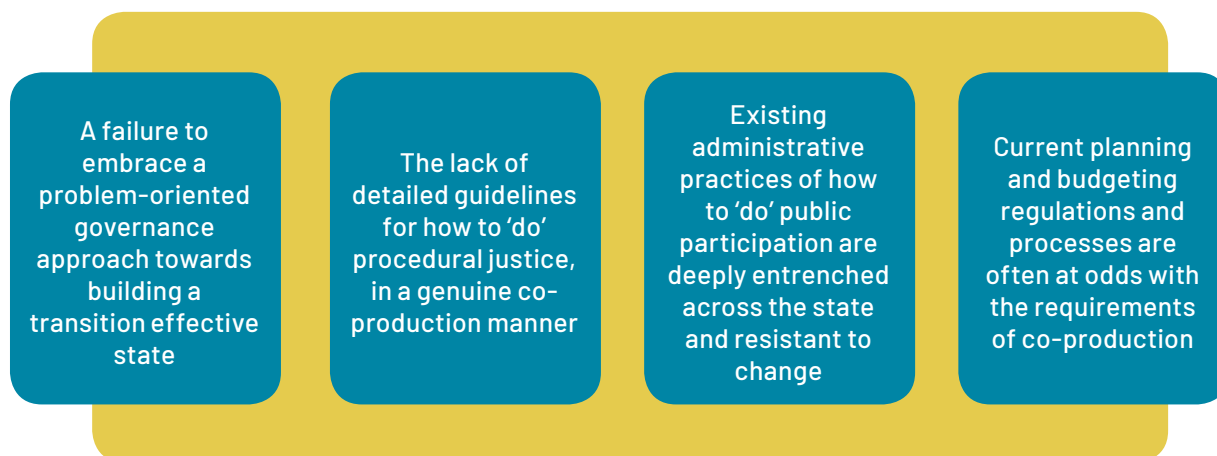 A failure to
embrace a
problem-oriented
governance
approach towards
building a
transition effective
state
The lack of
detailed guidelines
for how to ‘do’
procedural justice,
in a genuine co-
production manner
Existing
administrative
practices of how
to ‘do’ public
participation are
deeply entrenched
across the state
and resistant to
change
Current planning
and budgeting
regulations and
processes are
often at odds with
the requirements
of co-production